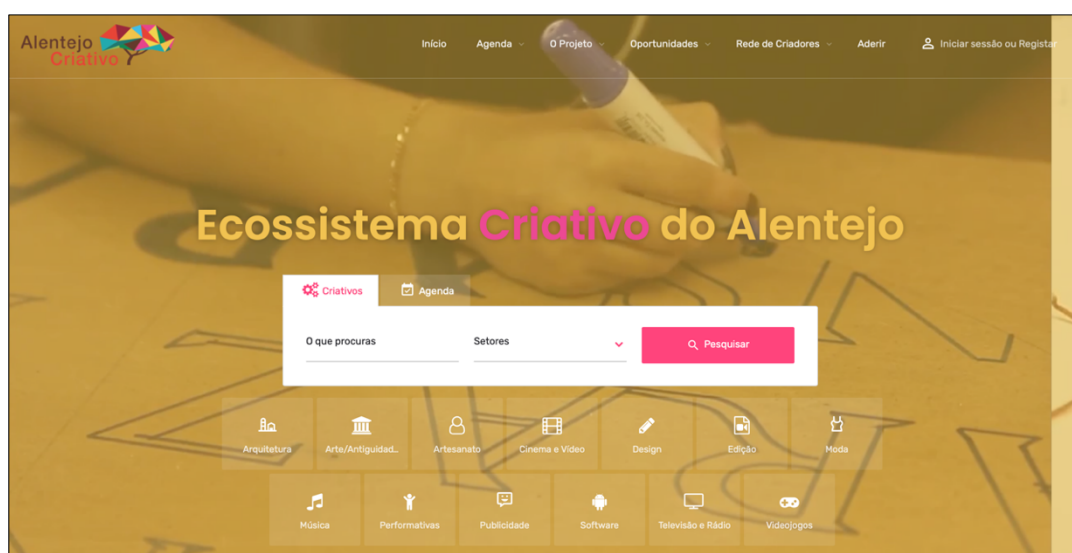 Alentejo
Criativo
Início Agenda O Projeto Oportunidades Rede de Criadores Aderir Iniciar sessão ou Registar
Ecossistema Criativo do Alentejo
Criativos Agenda
O que procuras Setores Pesquisar
Arquitetura Arte/Antiguidad... Artesanato Cinema e Vídeo Design Edição Moda
Música Performativas Publicidade Software Televisão e Rádio Videojogos